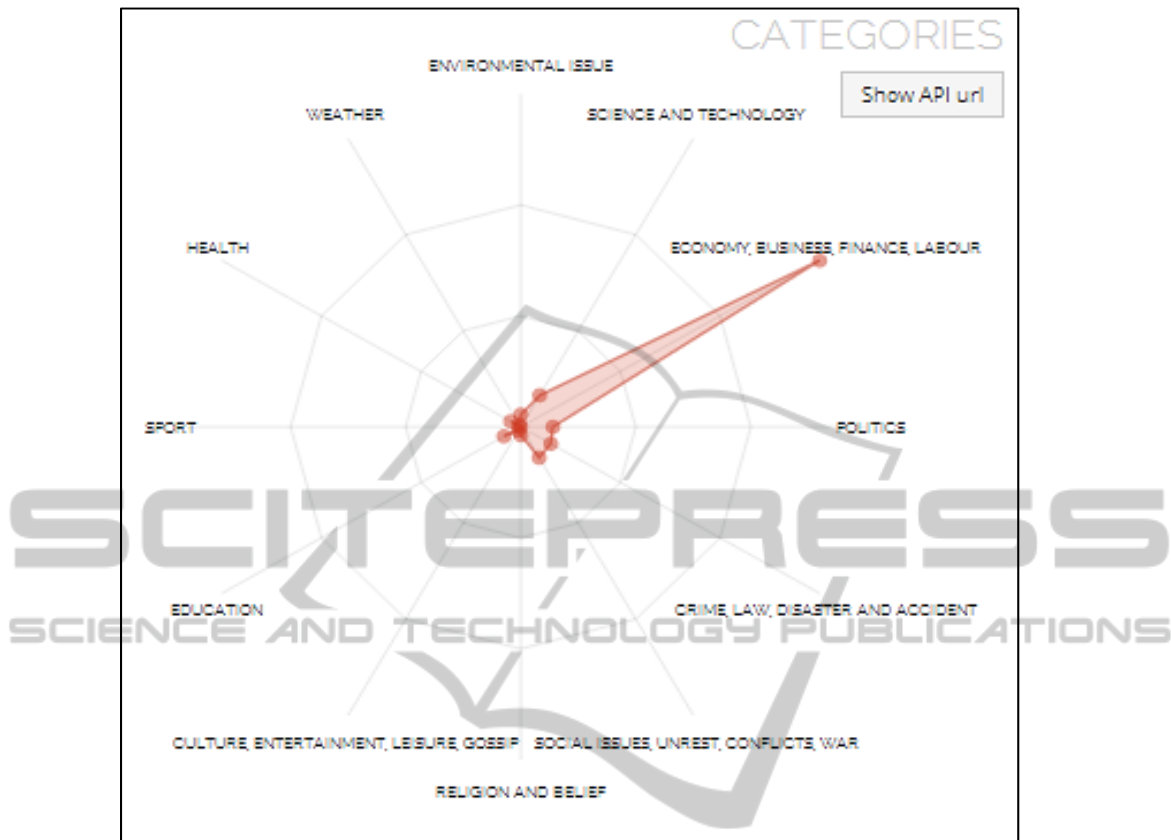 CATEGORIES
ENVIRONMENTAL ISSUE
Show API url
WEATHER
SCIENCE AND TECHNOLOGY
HEALTH
ECONOMY, BUSINESS, FINANCE, LABOUR
SPORT
POLITICS
SCITEPRESS
EDUCATION
CRIME, LAW, DISASTER AND ACCIDENT
SCIENCE AND TECHNOLOGY PUBLICATIONS
CULTURE, ENTERTAINMENT, LEISURE, GOSSIP
SOCIAL ISSUES, UNREST, CONFLICTS, WAR
RELIGION AND BELIEF